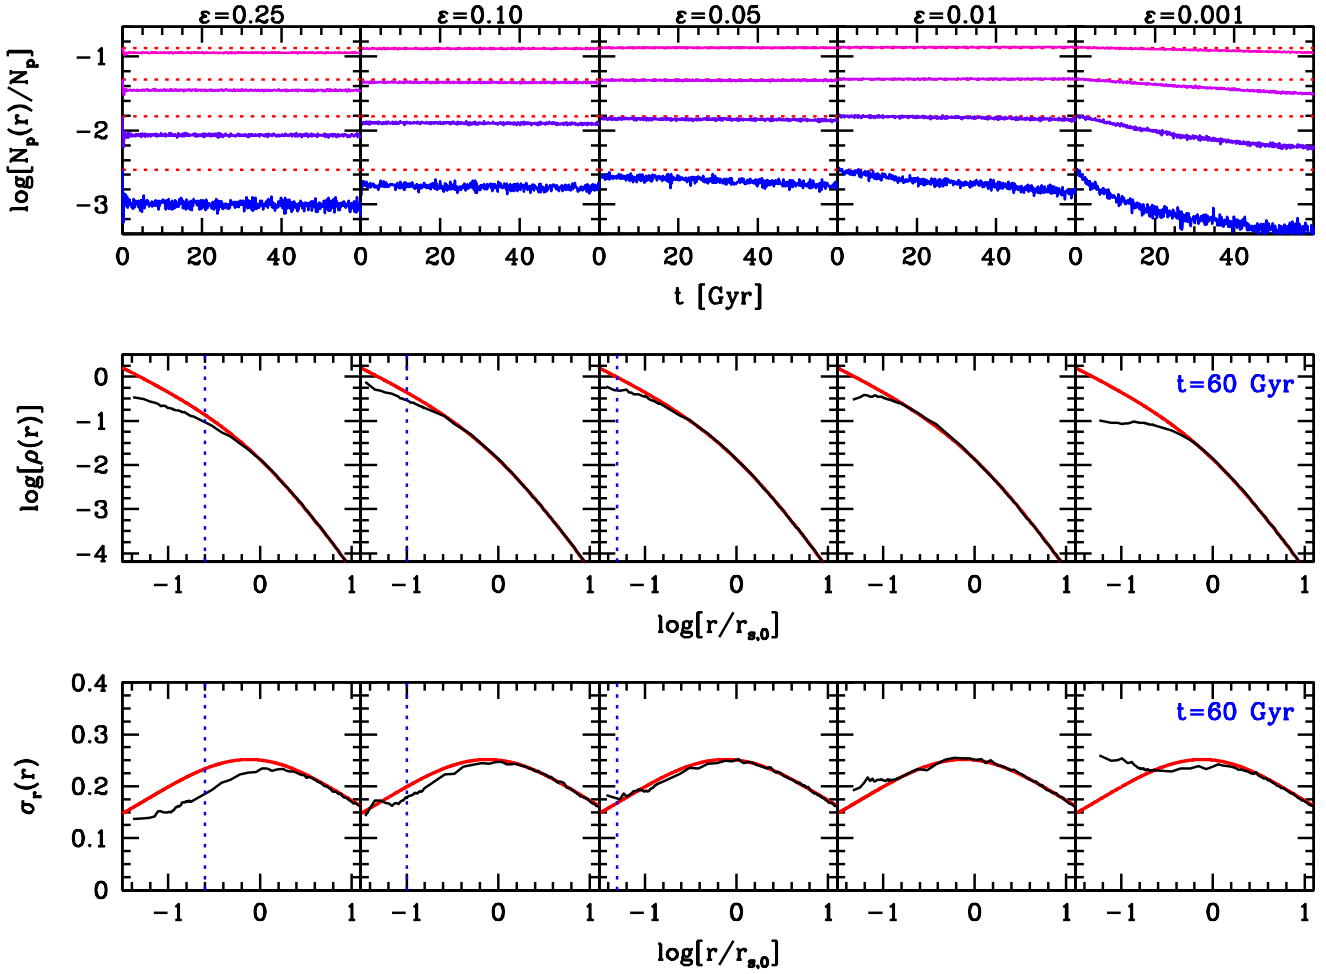 ε=0.25 ε=0.10 ε=0.05 ε=0.01 ε=0.001
log[N_p(r)/N_p]
−1
−2
−3
0 20 40 0 20 40 0 20 40 0 20 40 0 20 40
t [Gyr]
log[ρ(r)]
0
−1
−2
−3
−4
t=60 Gyr
−1 0 1 −1 0 1 −1 0 1 −1 0 1 −1 0 1
log[r/r_{s,0}]
σ_r(r)
0.4
0.3
0.2
0.1
0
t=60 Gyr
−1 0 1 −1 0 1 −1 0 1 −1 0 1 −1 0 1
log[r/r_{s,0}]